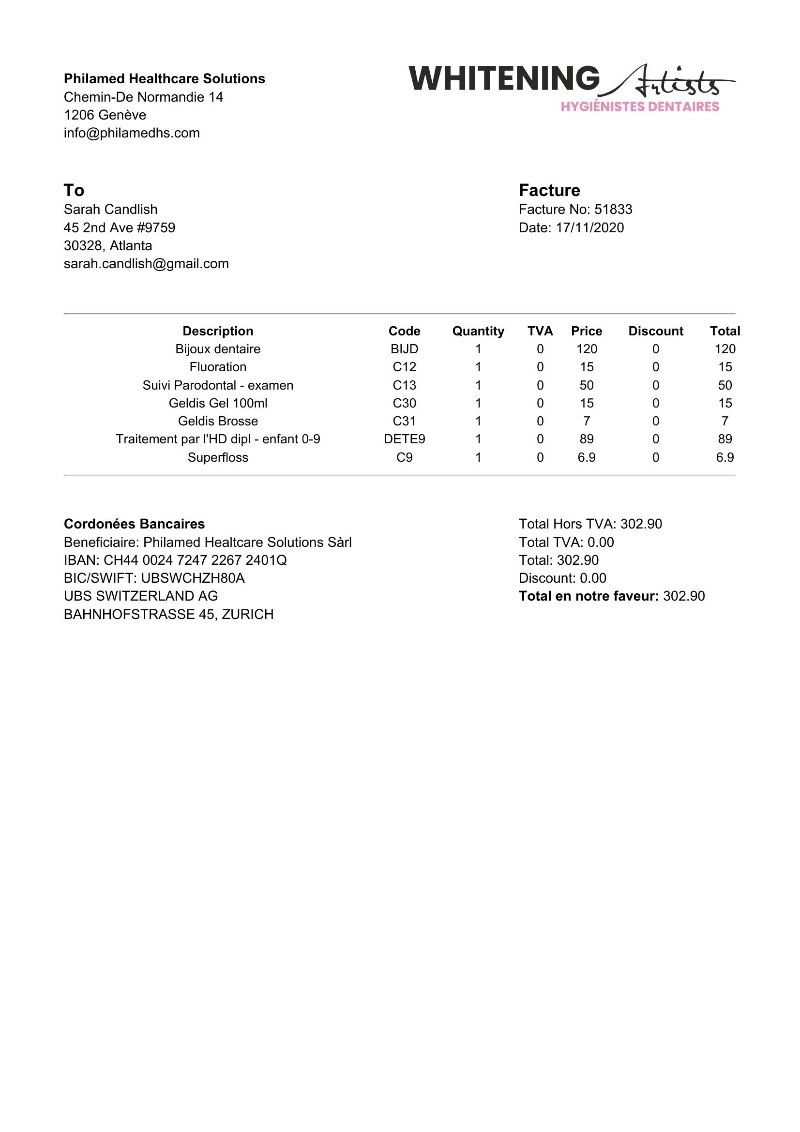 Philamed Healthcare Solutions
Chemin-De Normandie 14
1206 Genève
info@philamedhs.com
WHITENING Artists
HYGIÉNISTES DENTAIRES
To
Sarah Candlish
45 2nd Ave #9759
30328, Atlanta
sarah.candlish@gmail.com
Facture
Facture No: 51833
Date: 17/11/2020
Description Code Quantity TVA Price Discount Total
Bijoux dentaire BIJD 1 0 120 0 120
Fluoration C12 1 0 15 0 15
Suivi Parodontal - examen C13 1 0 50 0 50
Geldis Gel 100ml C30 1 0 15 0 15
Geldis Brosse C31 1 0 7 0 7
Traitement par l'HD dipl - enfant 0-9 DETE9 1 0 89 0 89
Superfloss C9 1 0 6.9 0 6.9
Cordonées Bancaires
Beneficiaire: Philamed Healtcare Solutions Sàrl
IBAN: CH44 0024 7247 2267 2401Q
BIC/SWIFT: UBSWCHZH80A
UBS SWITZERLAND AG
BAHNHOFSTRASSE 45, ZURICH
Total Hors TVA: 302.90
Total TVA: 0.00
Total: 302.90
Discount: 0.00
Total en notre faveur: 302.90